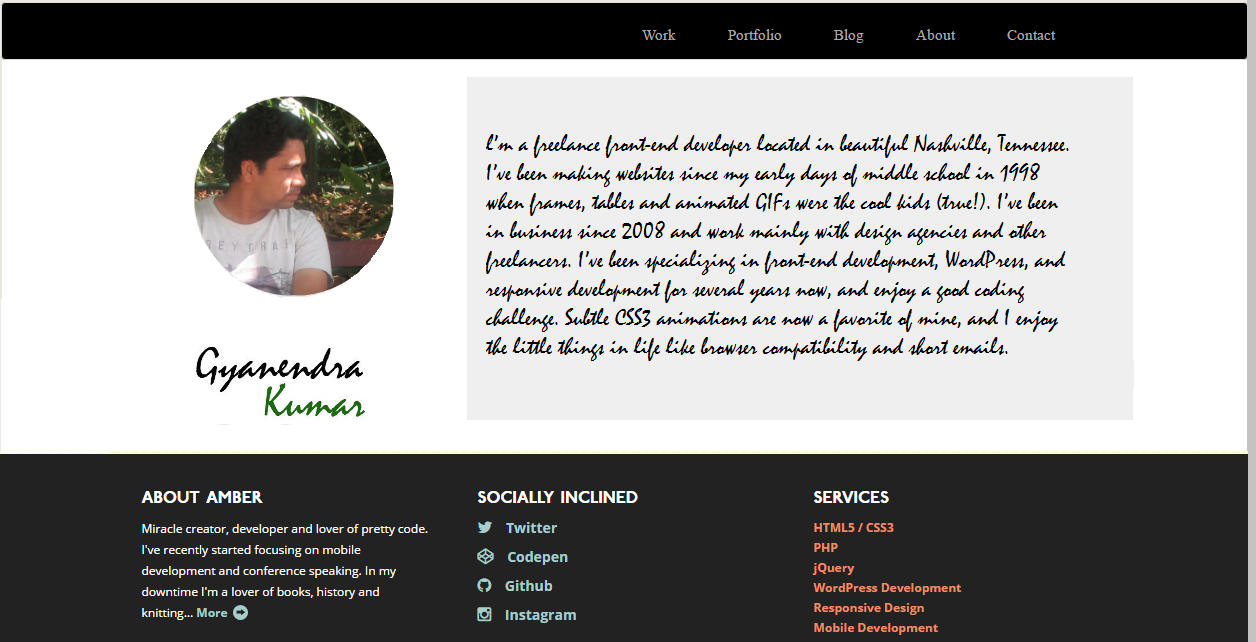 Work Portfolio Blog About Contact
I'm a freelance front-end developer located in beautiful Nashville, Tennessee.
I've been making websites since my early days of middle school in 1998
when frames, tables and animated GIFs were the cool kids (true!). I've been
in business since 2008 and work mainly with design agencies and other
freelancers. I've been specializing in front-end development, WordPress, and
responsive development for several years now, and enjoy a good coding
challenge. Subtle CSS3 animations are now a favorite of mine, and I enjoy
the little things in life like browser compatibility and short emails.
Gyanendra
Kumar
ABOUT AMBER
Miracle creator, developer and lover of pretty code.
I've recently started focusing on mobile
development and conference speaking. In my
downtime I'm a lover of books, history and
knitting... More
SOCIALLY INCLINED
Twitter
Codepen
Github
Instagram
SERVICES
HTML5 / CSS3
PHP
jQuery
WordPress Development
Responsive Design
Mobile Development